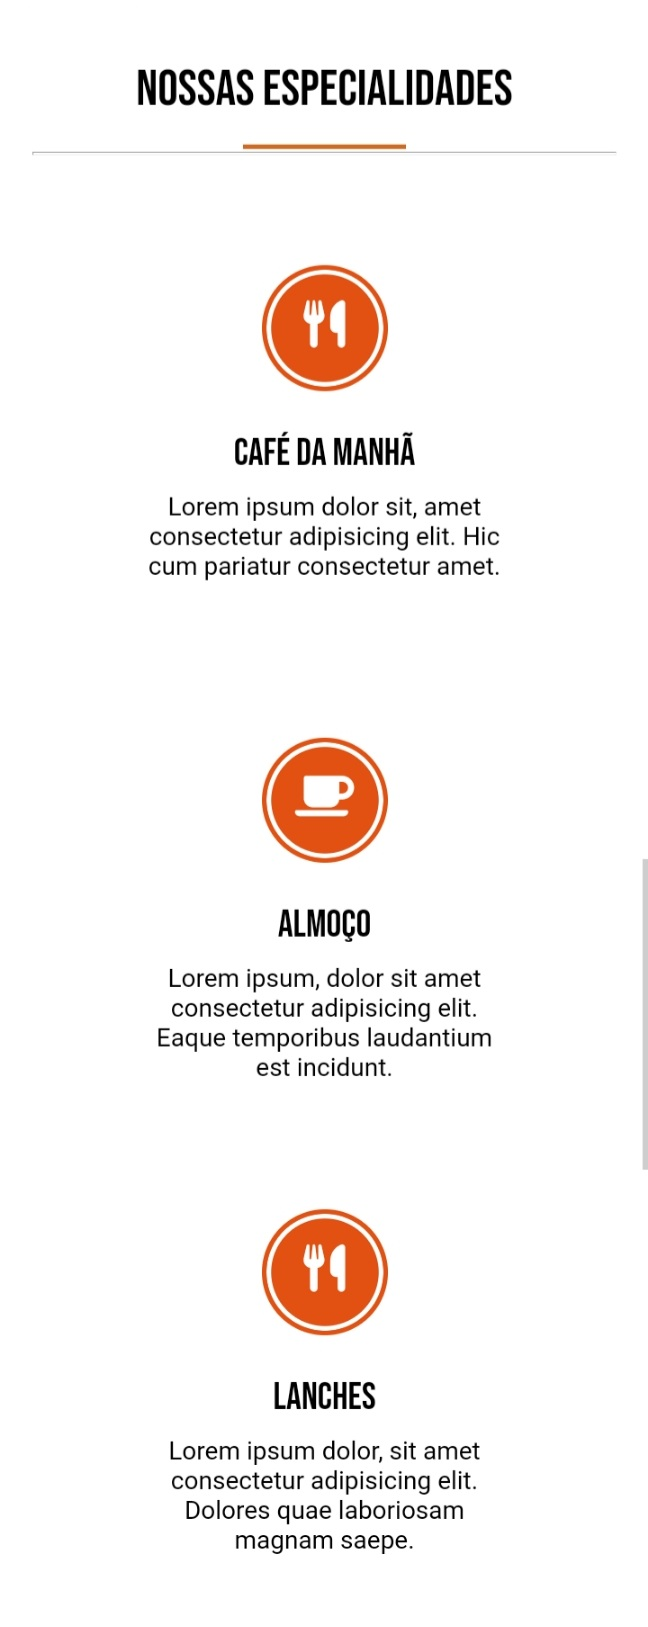 NOSSAS ESPECIALIDADES
CAFÉ DA MANHÃ
Lorem ipsum dolor sit, amet
consectetur adipisicing elit. Hic
cum pariatur consectetur amet.
ALMOÇO
Lorem ipsum, dolor sit amet
consectetur adipisicing elit.
Eaque temporibus laudantium
est incidunt.
LANCHES
Lorem ipsum dolor, sit amet
consectetur adipisicing elit.
Dolores quae laboriosam
magnam saepe.